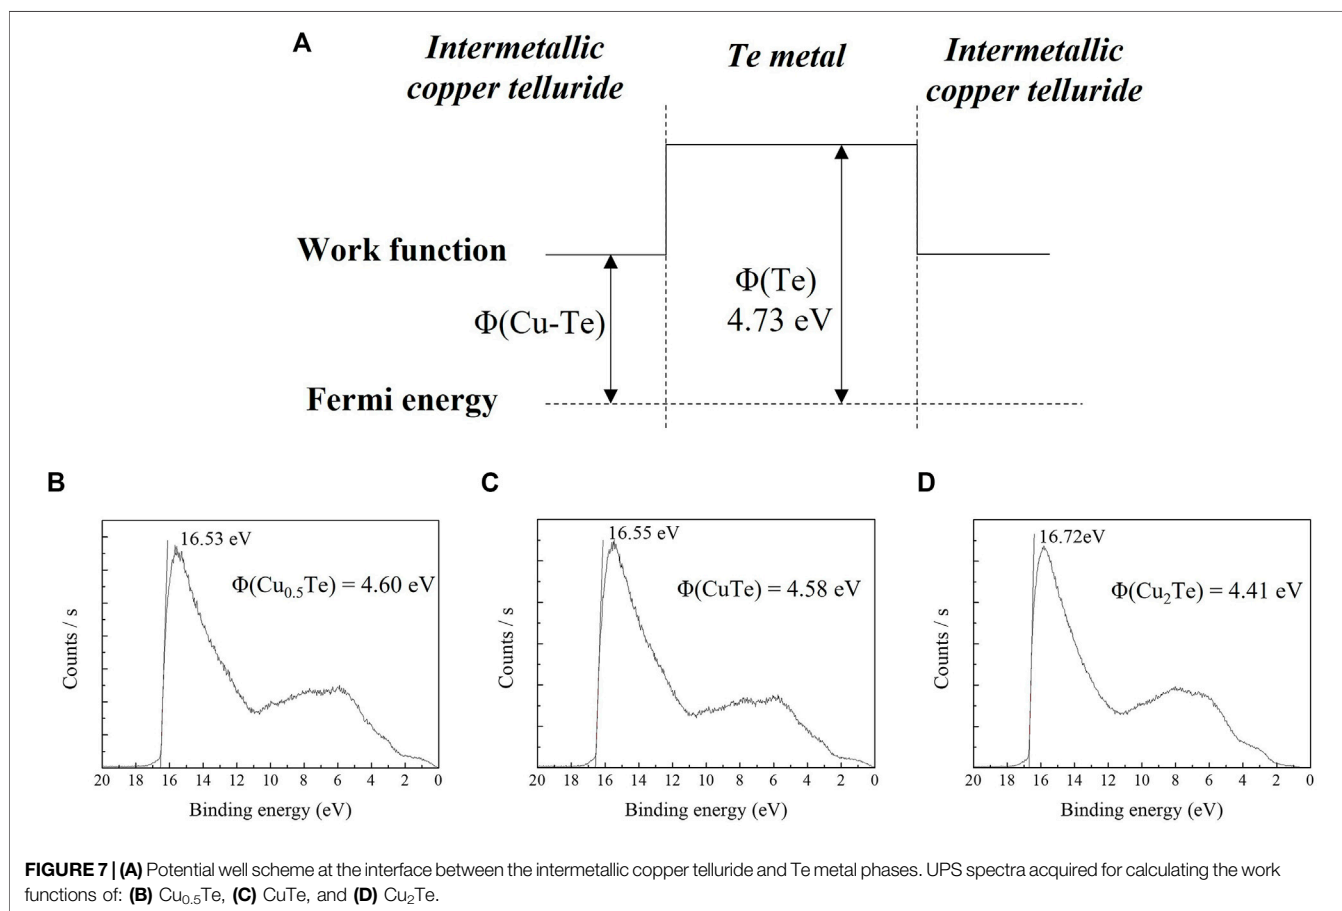 A
Intermetallic
copper telluride
Te metal
Intermetallic
copper telluride
Work function
Φ(Cu-Te)
Φ(Te)
4.73 eV
Fermi energy
B
16.53 eV
Φ(Cu₀.₅Te) = 4.60 eV
Counts / s
20 18 16 14 12 10 8 6 4 2 0
Binding energy (eV)
C
16.55 eV
Φ(CuTe) = 4.58 eV
Counts / s
20 18 16 14 12 10 8 6 4 2 0
Binding energy (eV)
D
16.72eV
Φ(Cu₂Te) = 4.41 eV
Counts / s
20 18 16 14 12 10 8 6 4 2 0
Binding energy (eV)
FIGURE 7 | (A) Potential well scheme at the interface between the intermetallic copper telluride and Te metal phases. UPS spectra acquired for calculating the work
functions of: (B) Cu₀.₅Te, (C) CuTe, and (D) Cu₂Te.